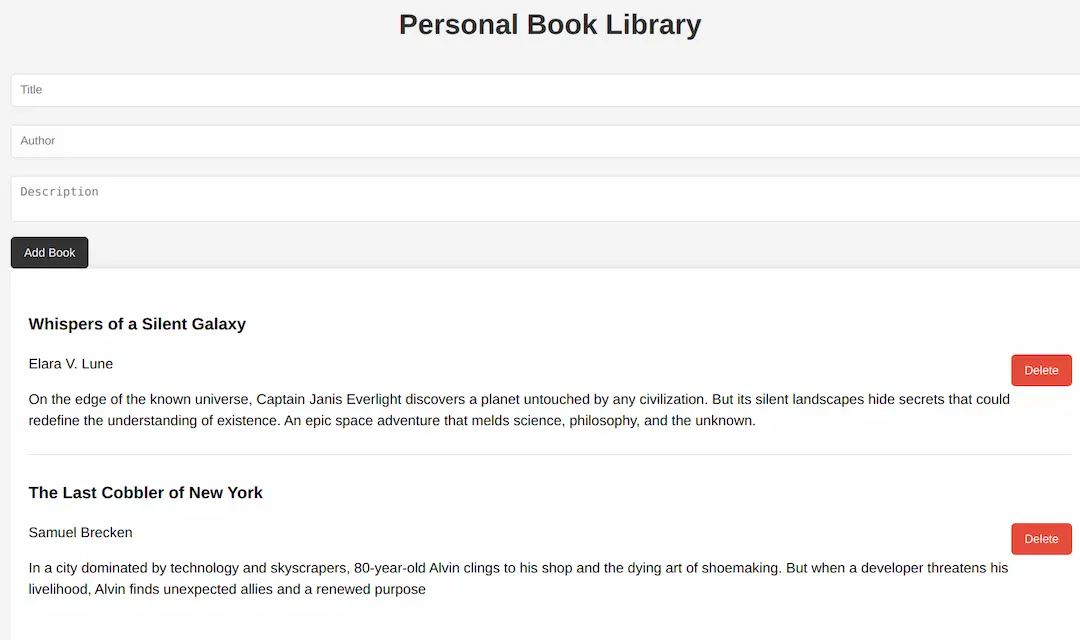 Personal Book Library
Title
Author
Description
Add Book
Whispers of a Silent Galaxy
Elara V. Lune
Delete
On the edge of the known universe, Captain Janis Everlight discovers a planet untouched by any civilization. But its silent landscapes hide secrets that could
redefine the understanding of existence. An epic space adventure that melds science, philosophy, and the unknown.
The Last Cobbler of New York
Samuel Brecken
Delete
In a city dominated by technology and skyscrapers, 80-year-old Alvin clings to his shop and the dying art of shoemaking. But when a developer threatens his
livelihood, Alvin finds unexpected allies and a renewed purpose